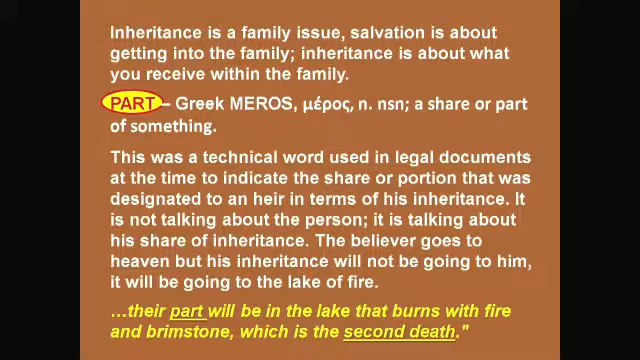 Inheritance is a family issue, salvation is about
getting into the family; inheritance is about what
you receive within the family.
PART – Greek MEROS, μέρος, n. nsn; a share or part
of something.
This was a technical word used in legal documents
at the time to indicate the share or portion that was
designated to an heir in terms of his inheritance. It
is not talking about the person; it is talking about
his share of inheritance. The believer goes to
heaven but his inheritance will not be going to him,
it will be going to the lake of fire.
…their part will be in the lake that burns with fire
and brimstone, which is the second death."